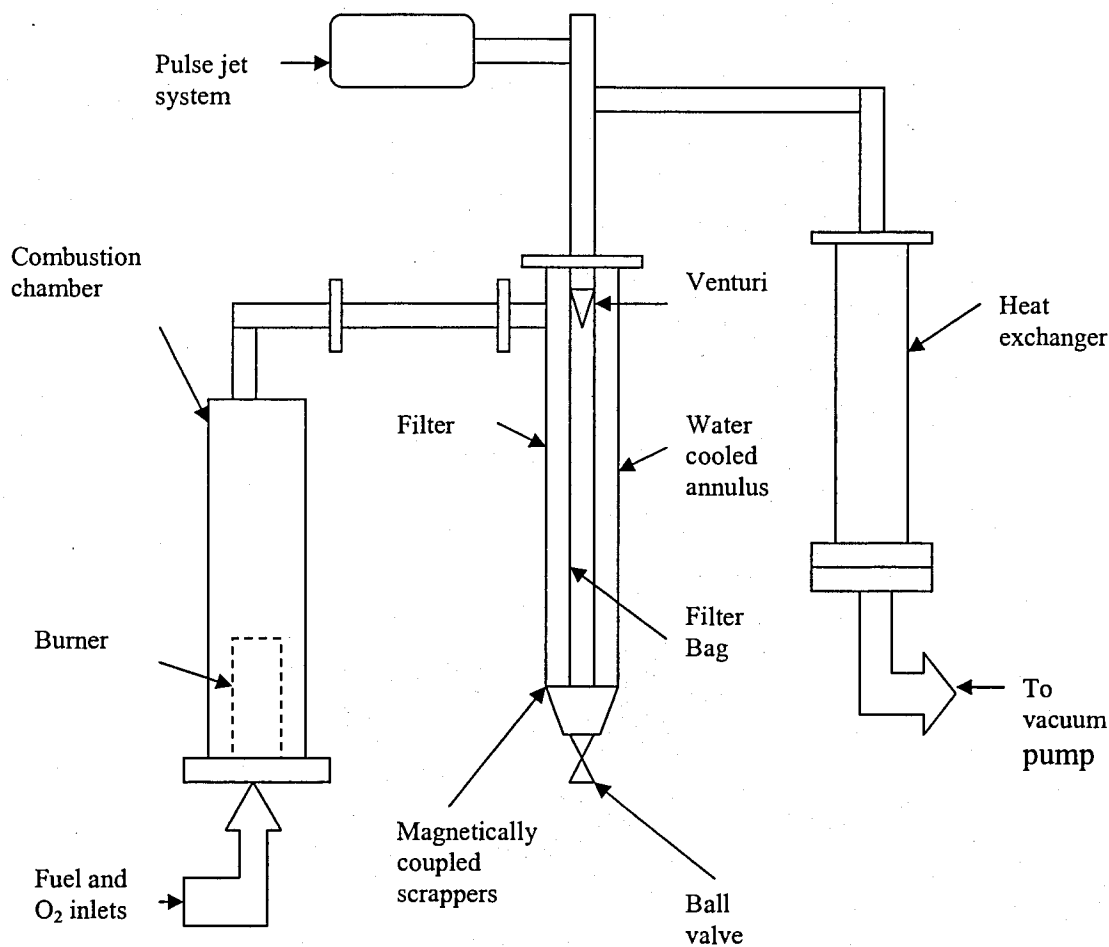 Pulse jet
system
Combustion
chamber
Venturi
Heat
exchanger
Filter
Water
cooled
annulus
Burner
Filter
Bag
To
vacuum
pump
Magnetically
coupled
scrappers
Fuel and
O₂ inlets
Ball
valve